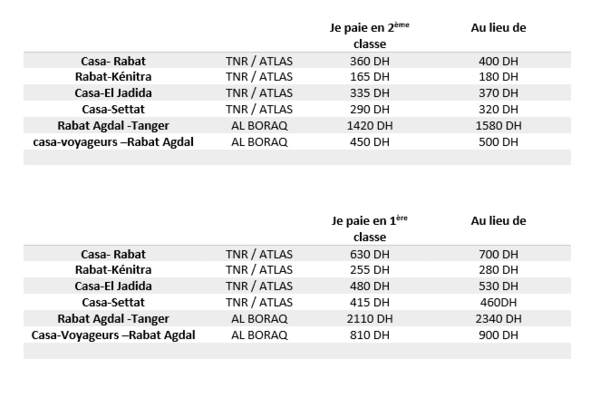 Je paie en 2ème classe Au lieu de
Casa- Rabat TNR / ATLAS 360 DH 400 DH
Rabat-Kénitra TNR / ATLAS 165 DH 180 DH
Casa-El Jadida TNR / ATLAS 335 DH 370 DH
Casa-Settat TNR / ATLAS 290 DH 320 DH
Rabat Agdal -Tanger AL BORAQ 1420 DH 1580 DH
casa-voyageurs –Rabat Agdal AL BORAQ 450 DH 500 DH
Je paie en 1ère classe Au lieu de
Casa- Rabat TNR / ATLAS 630 DH 700 DH
Rabat-Kénitra TNR / ATLAS 255 DH 280 DH
Casa-El Jadida TNR / ATLAS 480 DH 530 DH
Casa-Settat TNR / ATLAS 415 DH 460DH
Rabat Agdal -Tanger AL BORAQ 2110 DH 2340 DH
Casa-Voyageurs –Rabat Agdal AL BORAQ 810 DH 900 DH